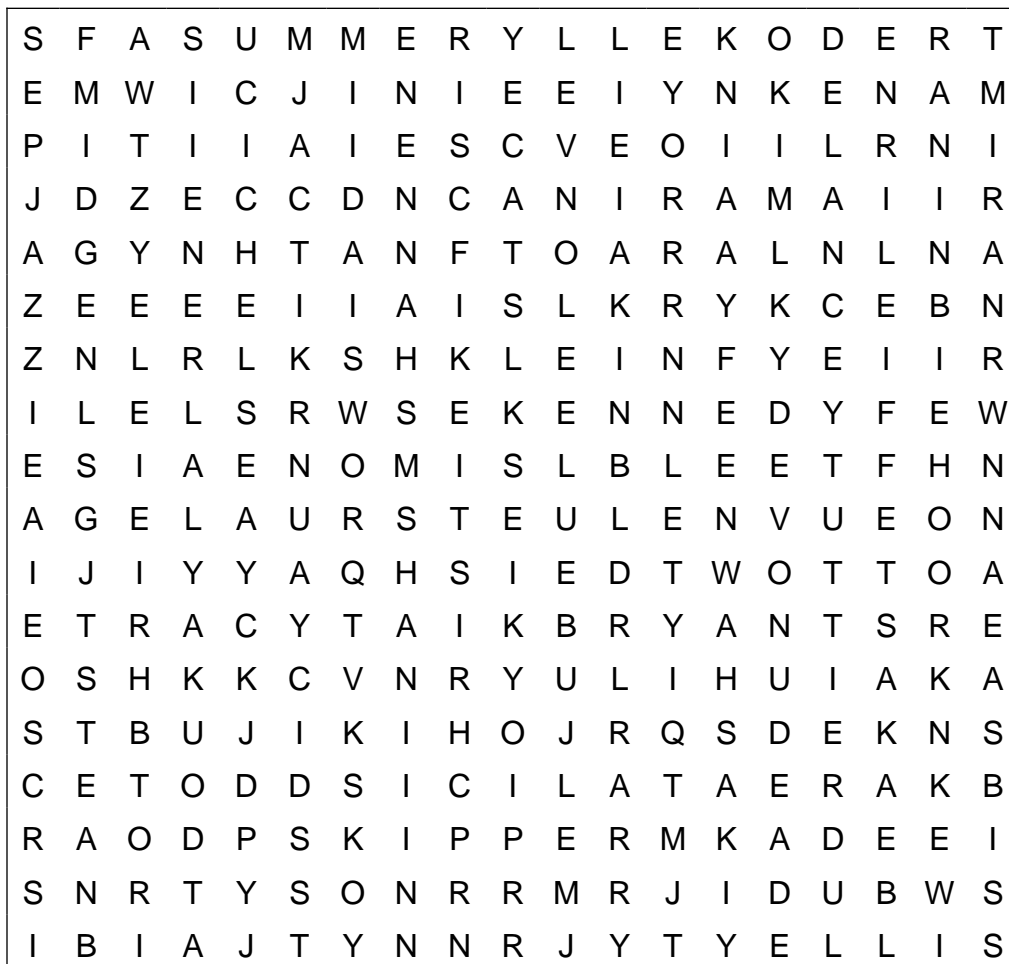 S F A S U M M E R Y L L E K O D E R T
E M W I C J I N I E E I Y N K E N A M
P I T I I A I E S C V E O I I L R N I
J D Z E C C D N C A N I R A M A I I R
A G Y N H T A N F T O A R A L N L N A
Z E E E E I I A I S L K R Y K C E B N
Z N L R L K S H K L E I N F Y E I I R
I L E L S R W S E K E N N E D Y F E W
E S I A E N O M I S L B L E E T F H N
A G E L A U R S T E U L E N V U E O N
I J I Y Y A Q H S I E D T W O T T O A
E T R A C Y T A I K B R Y A N T S R E
O S H K K C V N R Y U L I H U I A K A
S T B U J I K I H O J R Q S D E K N S
C E T O D D S I C I L A T A E R A K B
R A O D P S K I P P E R M K A D E E I
S N R T Y S O N R R M R J I D U B W S
I B I A J T Y N N R J Y T Y E L L I S